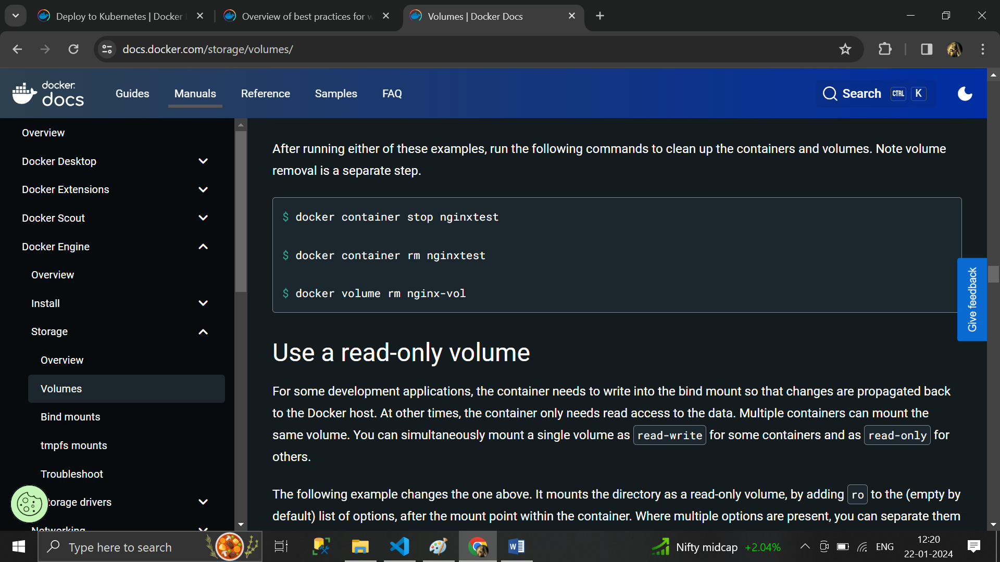 Deploy to Kubernetes | Docker
Overview of best practices for w
Volumes | Docker Docs
docs.docker.com/storage/volumes/
docker
docs
Guides
Manuals
Reference
Samples
FAQ
Search CTRL K
Overview
Docker Desktop
Docker Extensions
Docker Scout
Docker Engine
Overview
Install
Storage
Overview
Volumes
Bind mounts
tmpfs mounts
Troubleshoot
torage drivers
Networking
After running either of these examples, run the following commands to clean up the containers and volumes. Note volume
removal is a separate step.
$ docker container stop nginxtest
$ docker container rm nginxtest
$ docker volume rm nginx-vol
Use a read-only volume
For some development applications, the container needs to write into the bind mount so that changes are propagated back
to the Docker host. At other times, the container only needs read access to the data. Multiple containers can mount the
same volume. You can simultaneously mount a single volume as read-write for some containers and as read-only for
others.
The following example changes the one above. It mounts the directory as a read-only volume, by adding ro to the (empty by
default) list of options, after the mount point within the container. Where multiple options are present, you can separate them
Give feedback
Type here to search
Nifty midcap +2.04%
ENG
12:20
22-01-2024